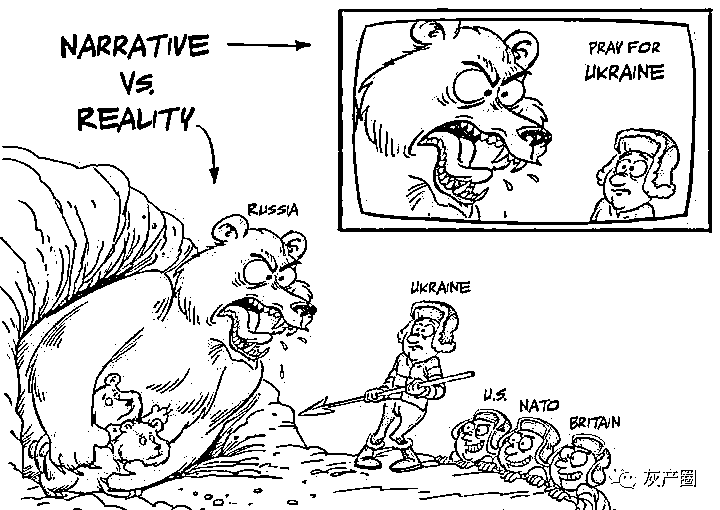 NARRATIVE
VS.
REALITY
PRAY FOR
UKRAINE
RUSSIA
UKRAINE
U.S.
NATO
BRITAIN
灰产圈